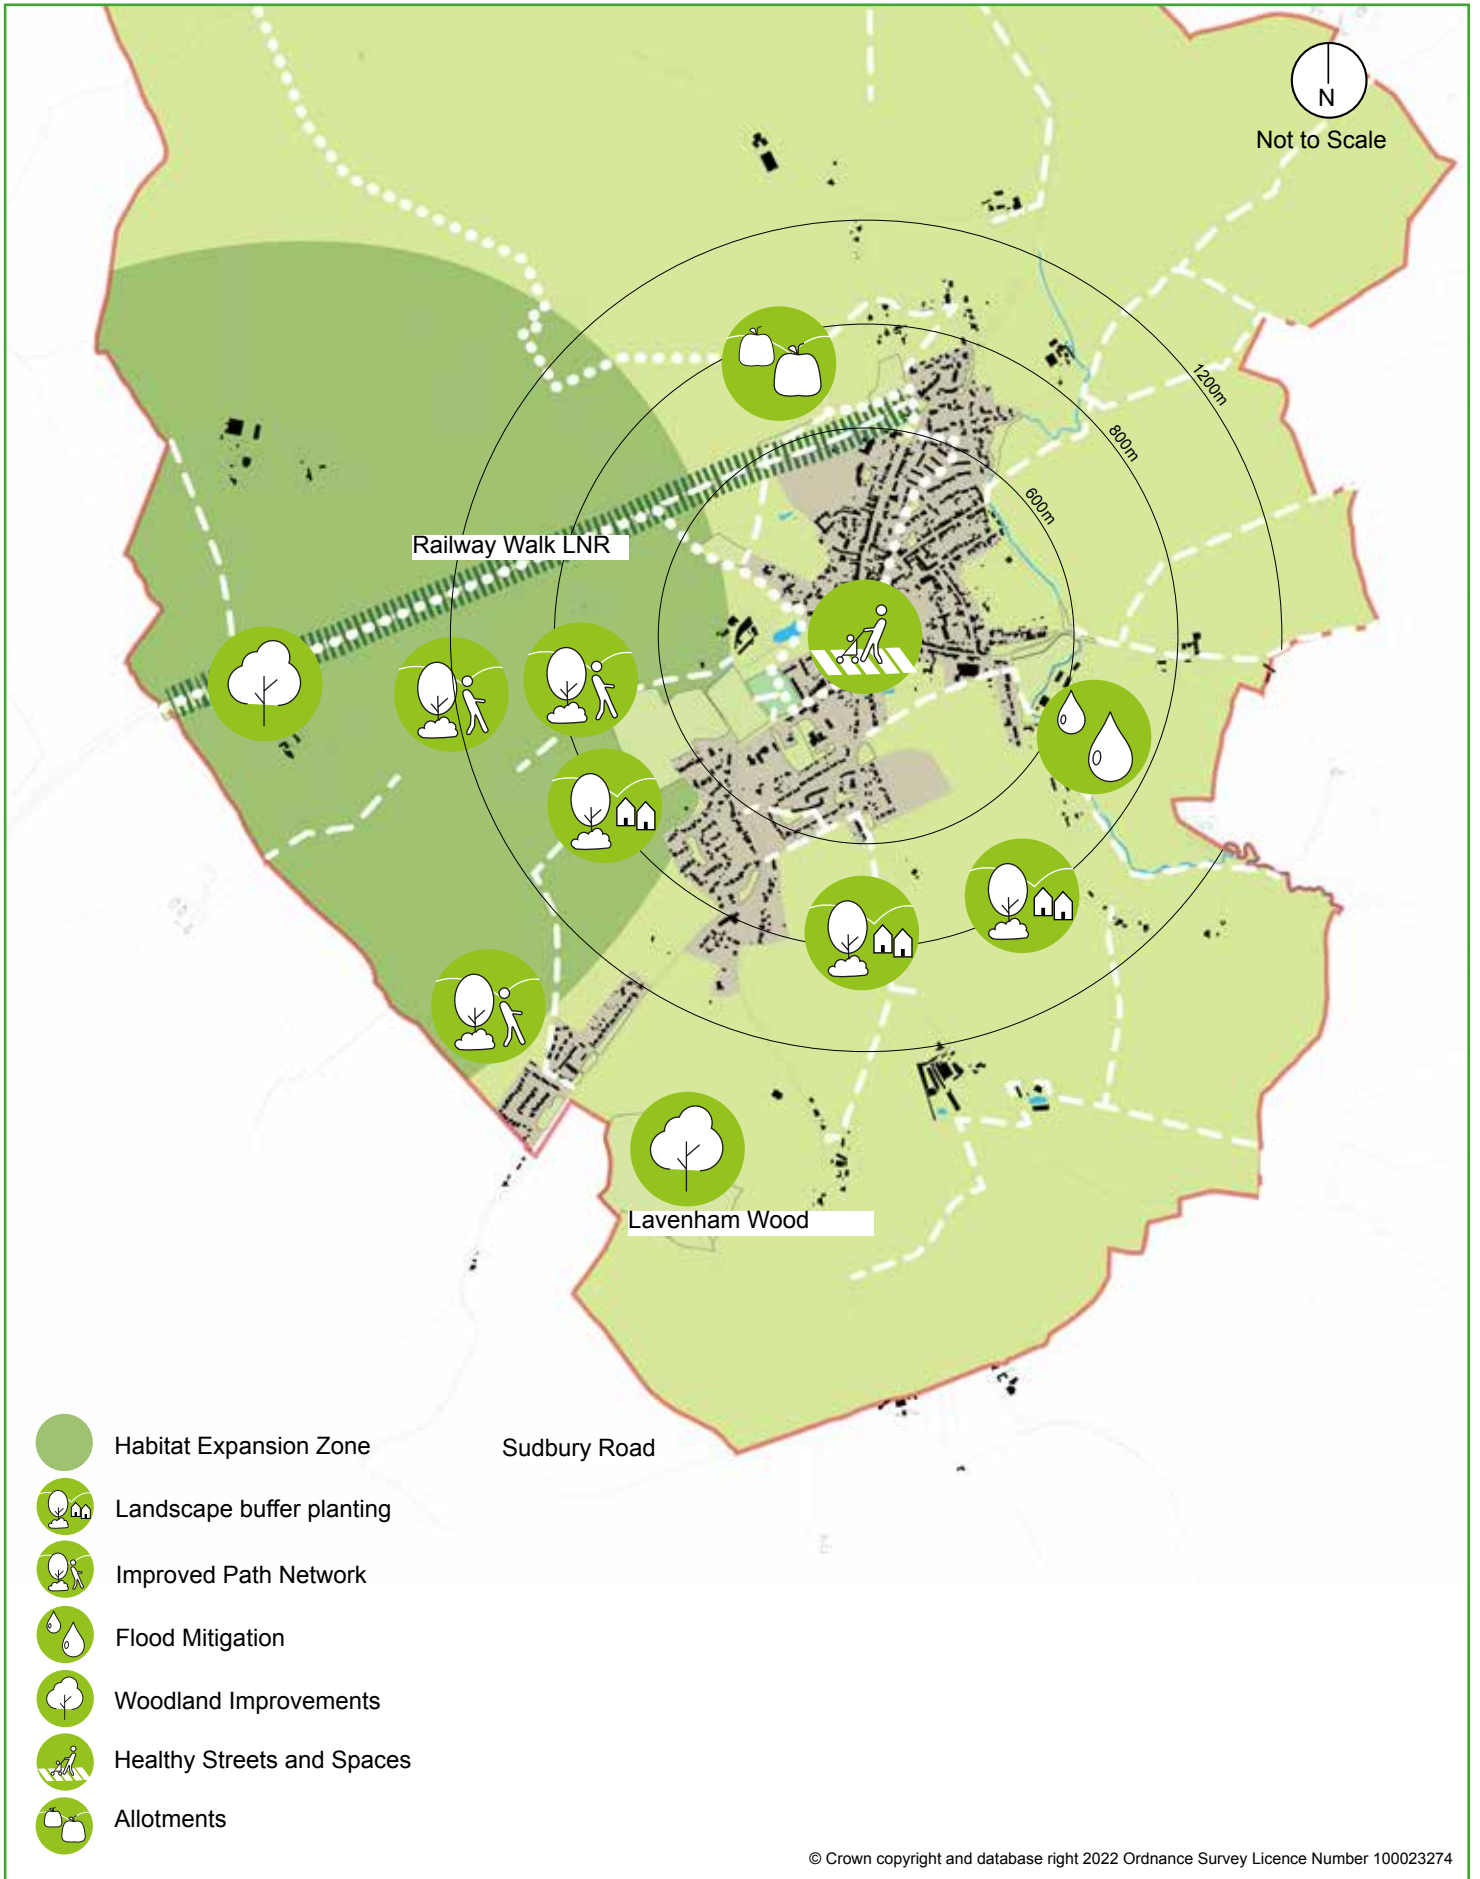 N
Not to Scale
1200m
800m
600m
Railway Walk LNR
Lavenham Wood
Habitat Expansion Zone
Sudbury Road
Landscape buffer planting
Improved Path Network
Flood Mitigation
Woodland Improvements
Healthy Streets and Spaces
Allotments
© Crown copyright and database right 2022 Ordnance Survey Licence Number 100023274